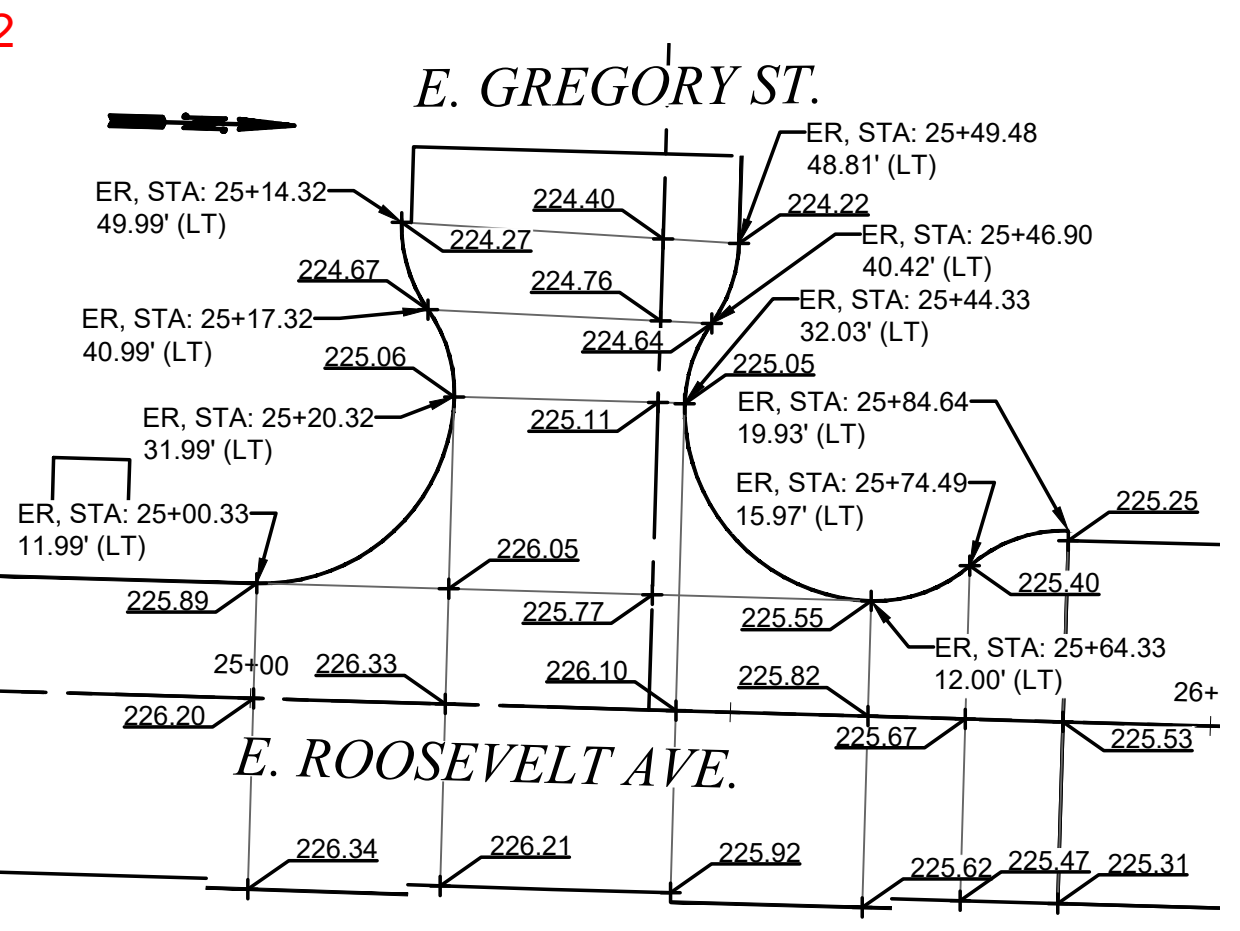 2
E. GREGORY ST.
ER, STA: 25+49.48
48.81' (LT)
ER, STA: 25+14.32
49.99' (LT)
224.40
224.22
224.27
ER, STA: 25+46.90
40.42' (LT)
224.67
224.76
ER, STA: 25+44.33
32.03' (LT)
ER, STA: 25+17.32
40.99' (LT)
224.64
225.06
225.05
ER, STA: 25+20.32
31.99' (LT)
225.11
ER, STA: 25+84.64
19.93' (LT)
ER, STA: 25+74.49
15.97' (LT)
225.25
ER, STA: 25+00.33
11.99' (LT)
226.05
225.40
225.89
225.77
225.55
ER, STA: 25+64.33
12.00' (LT)
25+00
226.33
226.10
225.82
26+
226.20
225.67
225.53
E. ROOSEVELT AVE.
226.34
226.21
225.92
225.62
225.47
225.31